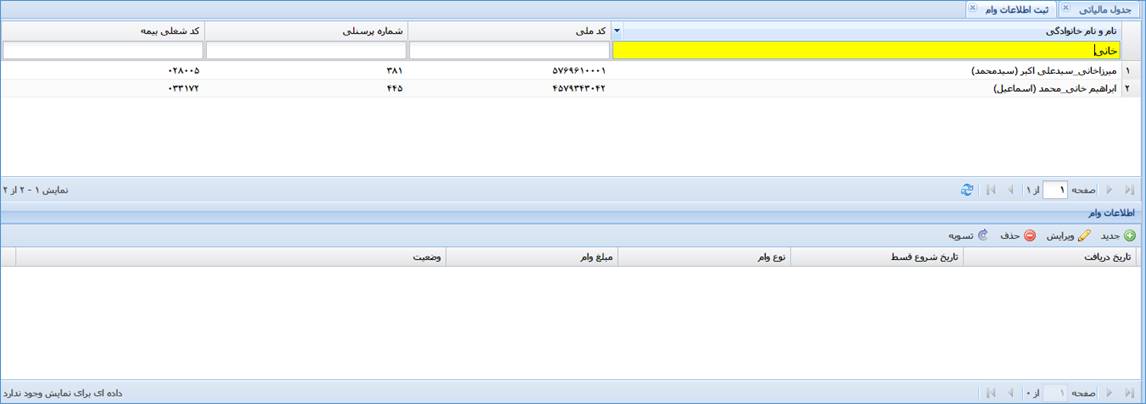 جدول مالیاتی ثبت اطلاعات وام
نام و نام خانوادگی کد ملی شماره پرسنلی کد شغلی بیمه
خانی
۱ میرزاخانی_سیدعلی اکبر (سیدمحمد) ۵۷۶۹۶۱۰۰۰۱ ۳۸۱ ۰۲۸۰۰۵
۲ ابراهیم خانی_محمد (اسماعیل) ۴۵۷۹۳۴۳۰۴۲ ۴۴۵ ۰۳۳۱۷۲
صفحه ۱ از ۱ نمایش ۱ - ۲ از ۲
اطلاعات وام
جدید ویرایش حذف تسویه
تاریخ دریافت تاریخ شروع قسط نوع وام مبلغ وام وضعیت
صفحه ۱ از ۰ داده ای برای نمایش وجود ندارد